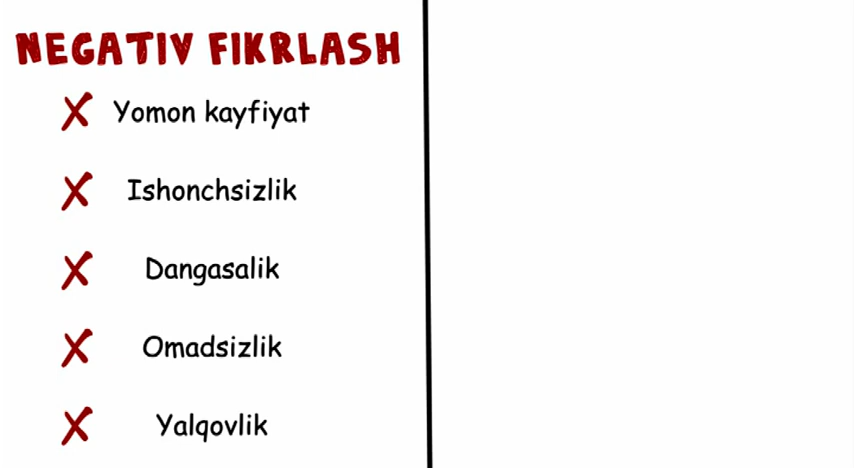 NEGATIV FIKRLASH
Yomon kayfiyat
Ishonchsizlik
Dangasalik
Omadsizlik
Yalqovlik